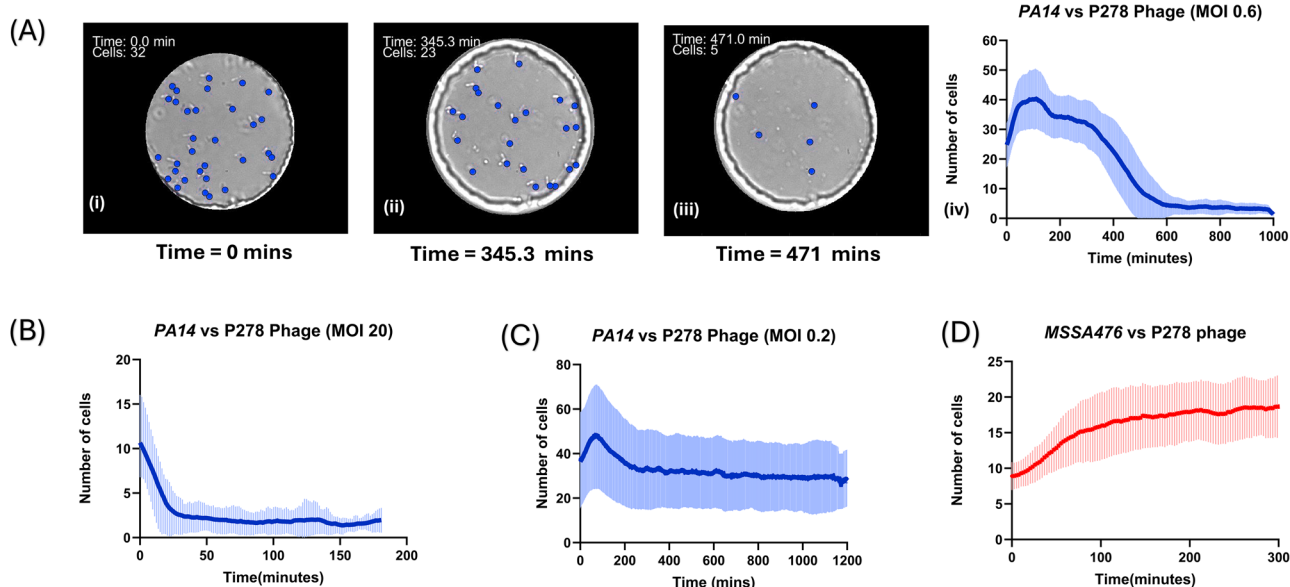 (A)
Time: 0.0 min
Cells: 32
(i)
Time = 0 mins
Time: 345.3 min
Cells: 23
(ii)
Time = 345.3 mins
Time: 471.0 min
Cells: 5
(iii)
Time = 471 mins
PA14 vs P278 Phage (MOI 0.6)
Number of cells
60
50
40
30
20
10
0
(iv)
0 200 400 600 800 1000
Time (minutes)
(B)
PA14 vs P278 Phage (MOI 20)
Number of cells
20
15
10
5
0
0 50 100 150 200
Time(minutes)
(C)
PA14 vs P278 Phage (MOI 0.2)
Number of cells
80
60
40
20
0
0 200 400 600 800 1000 1200
Time (mins)
(D)
MSSA476 vs P278 phage
Number of cells
25
20
15
10
5
0
0 100 200 300
Time (minutes)